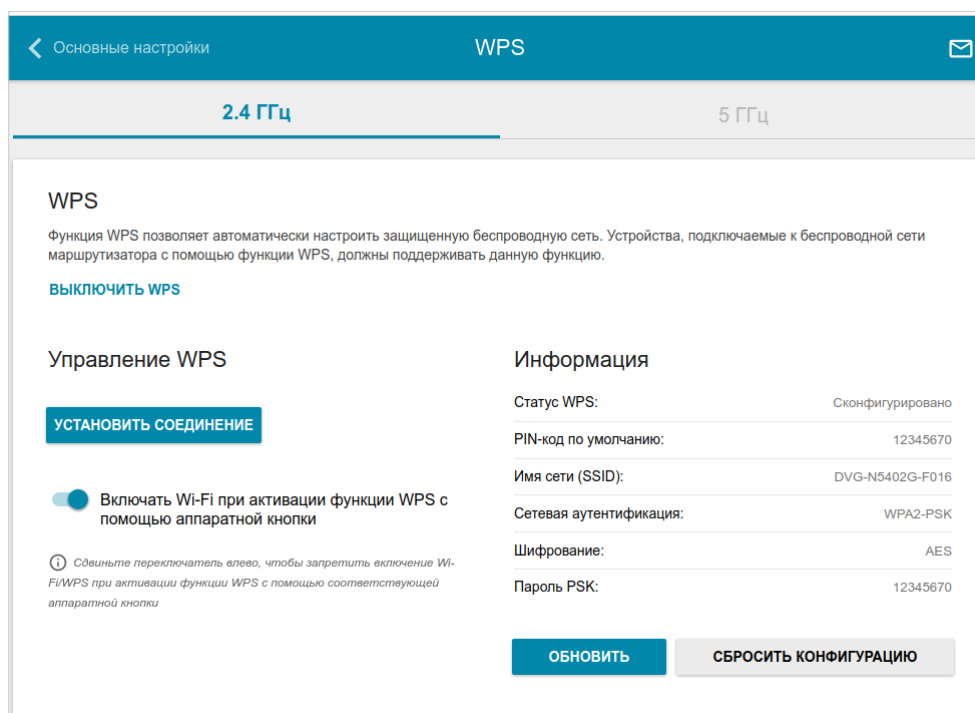 Основные настройки
WPS
2.4 ГГц
5 ГГц
WPS
Функция WPS позволяет автоматически настроить защищенную беспроводную сеть. Устройства, подключаемые к беспроводной сети
маршрутизатора с помощью функции WPS, должны поддерживать данную функцию.
ВЫКЛЮЧИТЬ WPS
Управление WPS
УСТАНОВИТЬ СОЕДИНЕНИЕ
Включать Wi-Fi при активации функции WPS с
помощью аппаратной кнопки
Сдвиньте переключатель влево, чтобы запретить включение Wi-
Fi/WPS при активации функции WPS с помощью соответствующей
аппаратной кнопки
Информация
Статус WPS: Сконфигурировано
PIN-код по умолчанию: 12345670
Имя сети (SSID): DVG-N5402G-F016
Сетевая аутентификация: WPA2-PSK
Шифрование: AES
Пароль PSK: 12345670
ОБНОВИТЬ
СБРОСИТЬ КОНФИГУРАЦИЮ